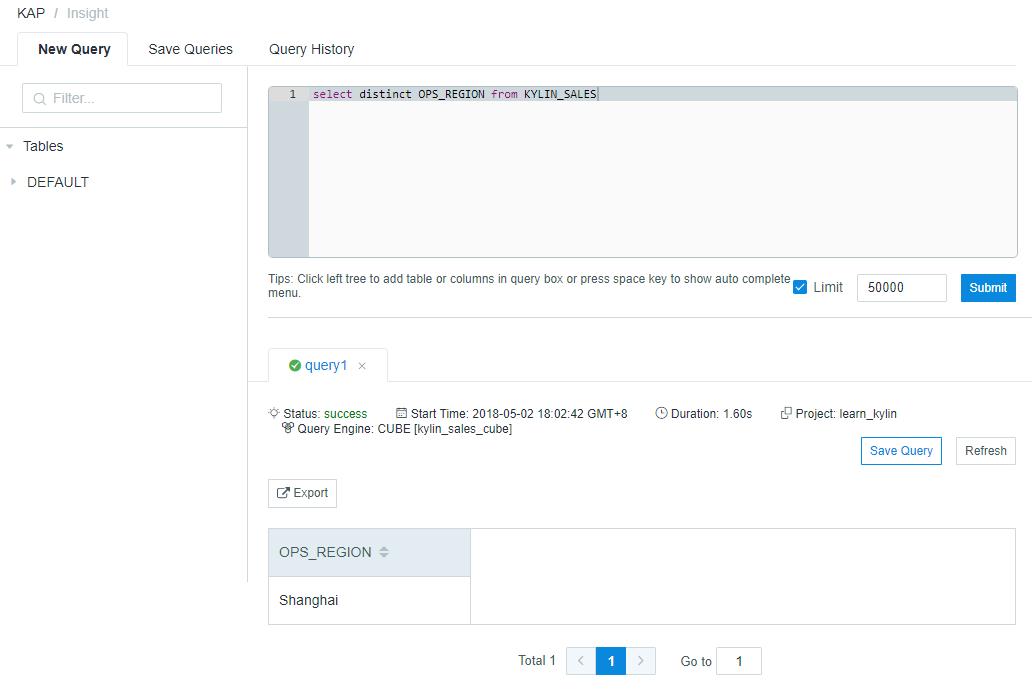 KAP / Insight
New Query Save Queries Query History
Filter...
Tables
DEFAULT
1 select distinct OPS_REGION from KYLIN_SALES
Tips: Click left tree to add table or columns in query box or press space key to show auto complete
menu.
Limit 50000 Submit
query1
Status: success Start Time: 2018-05-02 18:02:42 GMT+8 Duration: 1.60s Project: learn_kylin
Query Engine: CUBE [kylin_sales_cube]
Save Query Refresh
Export
OPS_REGION
Shanghai
Total 1 < 1 > Go to 1